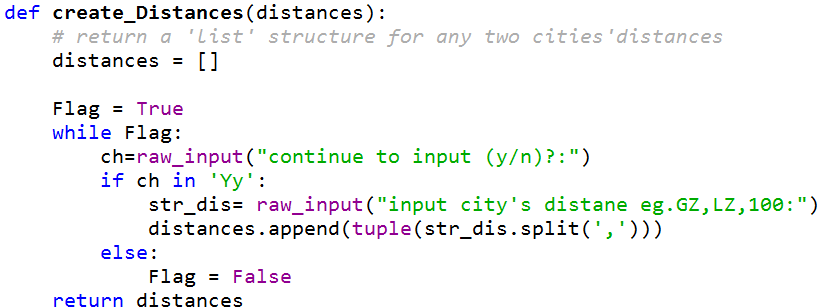 def create_Distances(distances):
    # return a 'list' structure for any two cities'distances
    distances = []

    Flag = True
    while Flag:
        ch=raw_input("continue to input (y/n)?:")
        if ch in 'Yy':
            str_dis= raw_input("input city's distane eg.GZ,LZ,100:")
            distances.append(tuple(str_dis.split(',')))
        else:
            Flag = False
    return distances